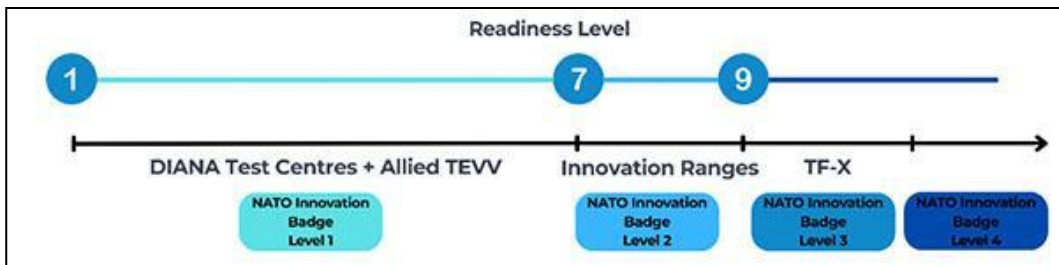 Readiness Level
1 7 9
DIANA Test Centres + Allied TEVV Innovation Ranges TF-X
NATO Innovation
Badge
Level 1
NATO Innovation
Badge
Level 2
NATO Innovation
Badge
Level 3
NATO Innovation
Badge
Level 4